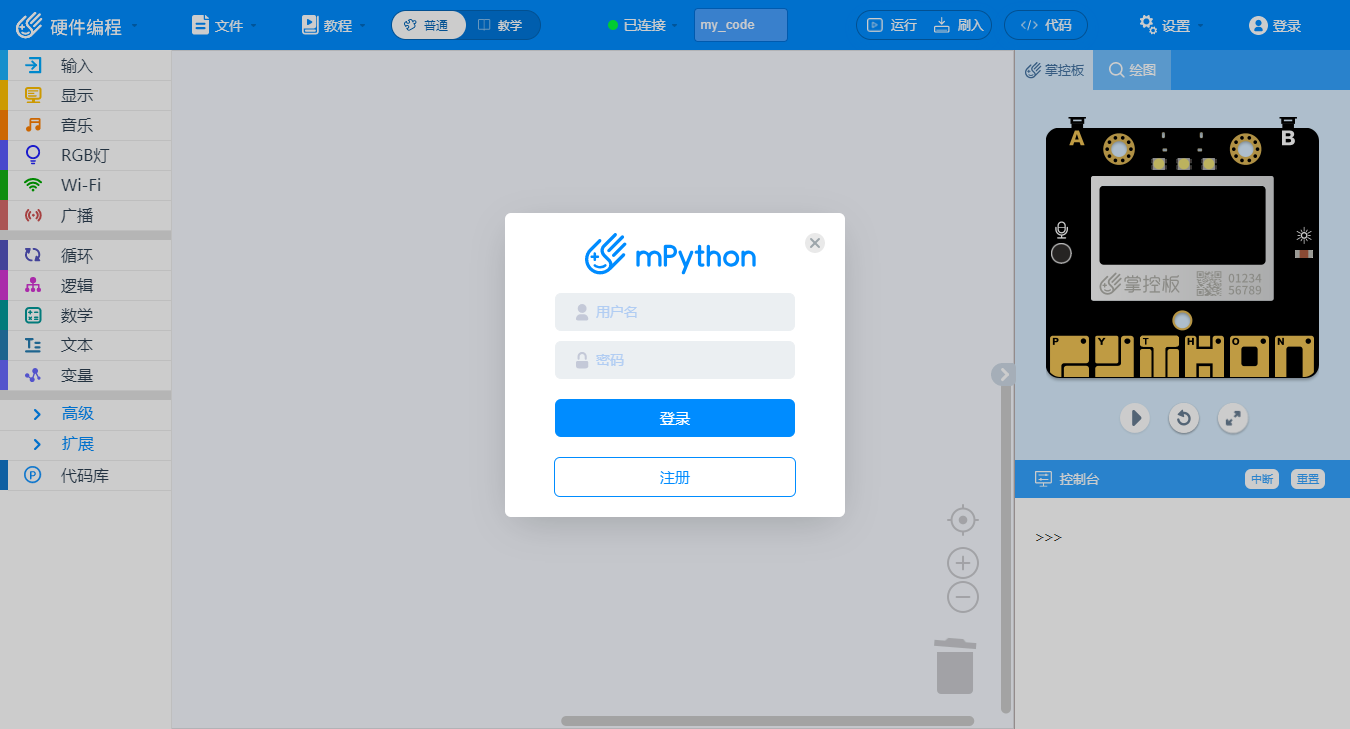 硬件编程 文件 教程 普通 教学 已连接 my_code 运行 刷入 代码 设置 登录
输入
显示
音乐
RGB灯
Wi-Fi
广播
循环
逻辑
数学
文本
变量
高级
扩展
代码库
mPython
用户名
密码
登录
注册
掌控板 绘图
A B
掌控板 01234
56789
P Y T H O N
PYTHON
控制台 中断 重置
>>>